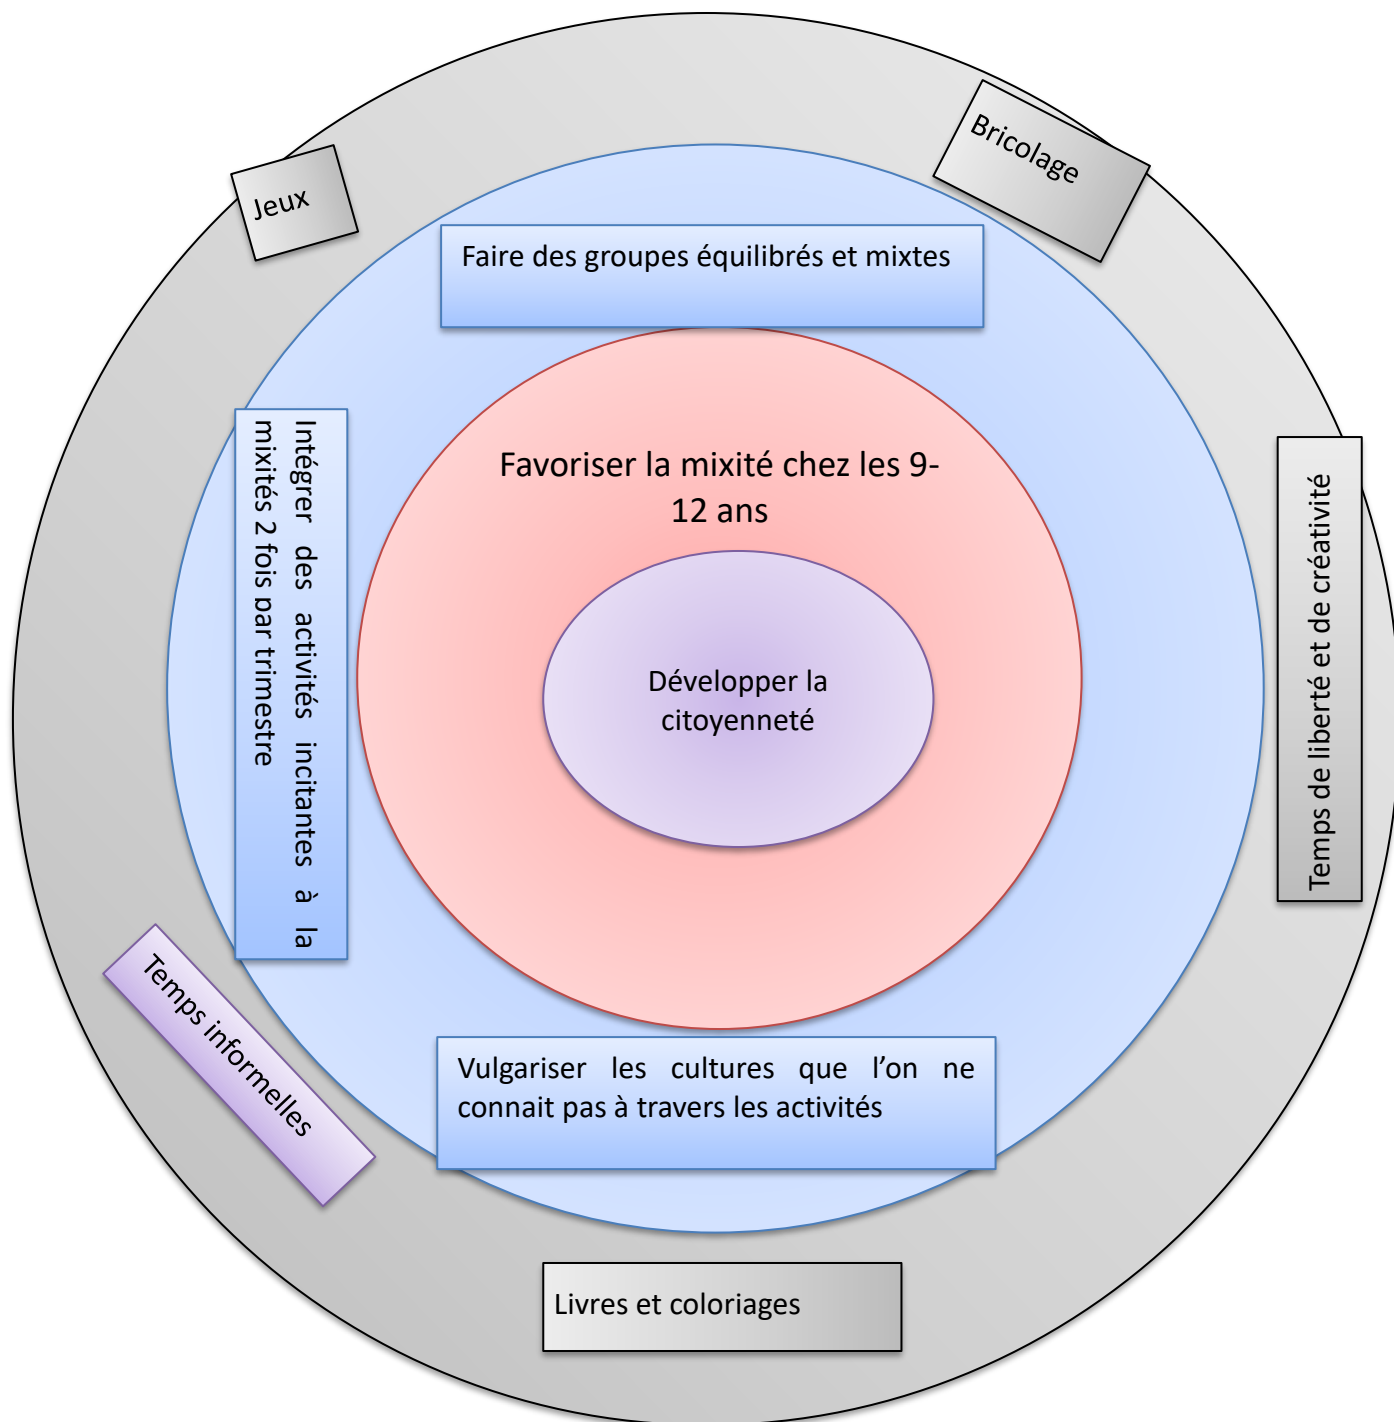 Jeux
Bricolage
Faire des groupes équilibrés et mixtes
Intégrer des activités incitantes à la
mixités 2 fois par trimestre
Favoriser la mixité chez les 9-
12 ans
Développer la
citoyenneté
Temps de liberté et de créativité
Temps informelles
Vulgariser les cultures que l’on ne
connait pas à travers les activités
Livres et coloriages